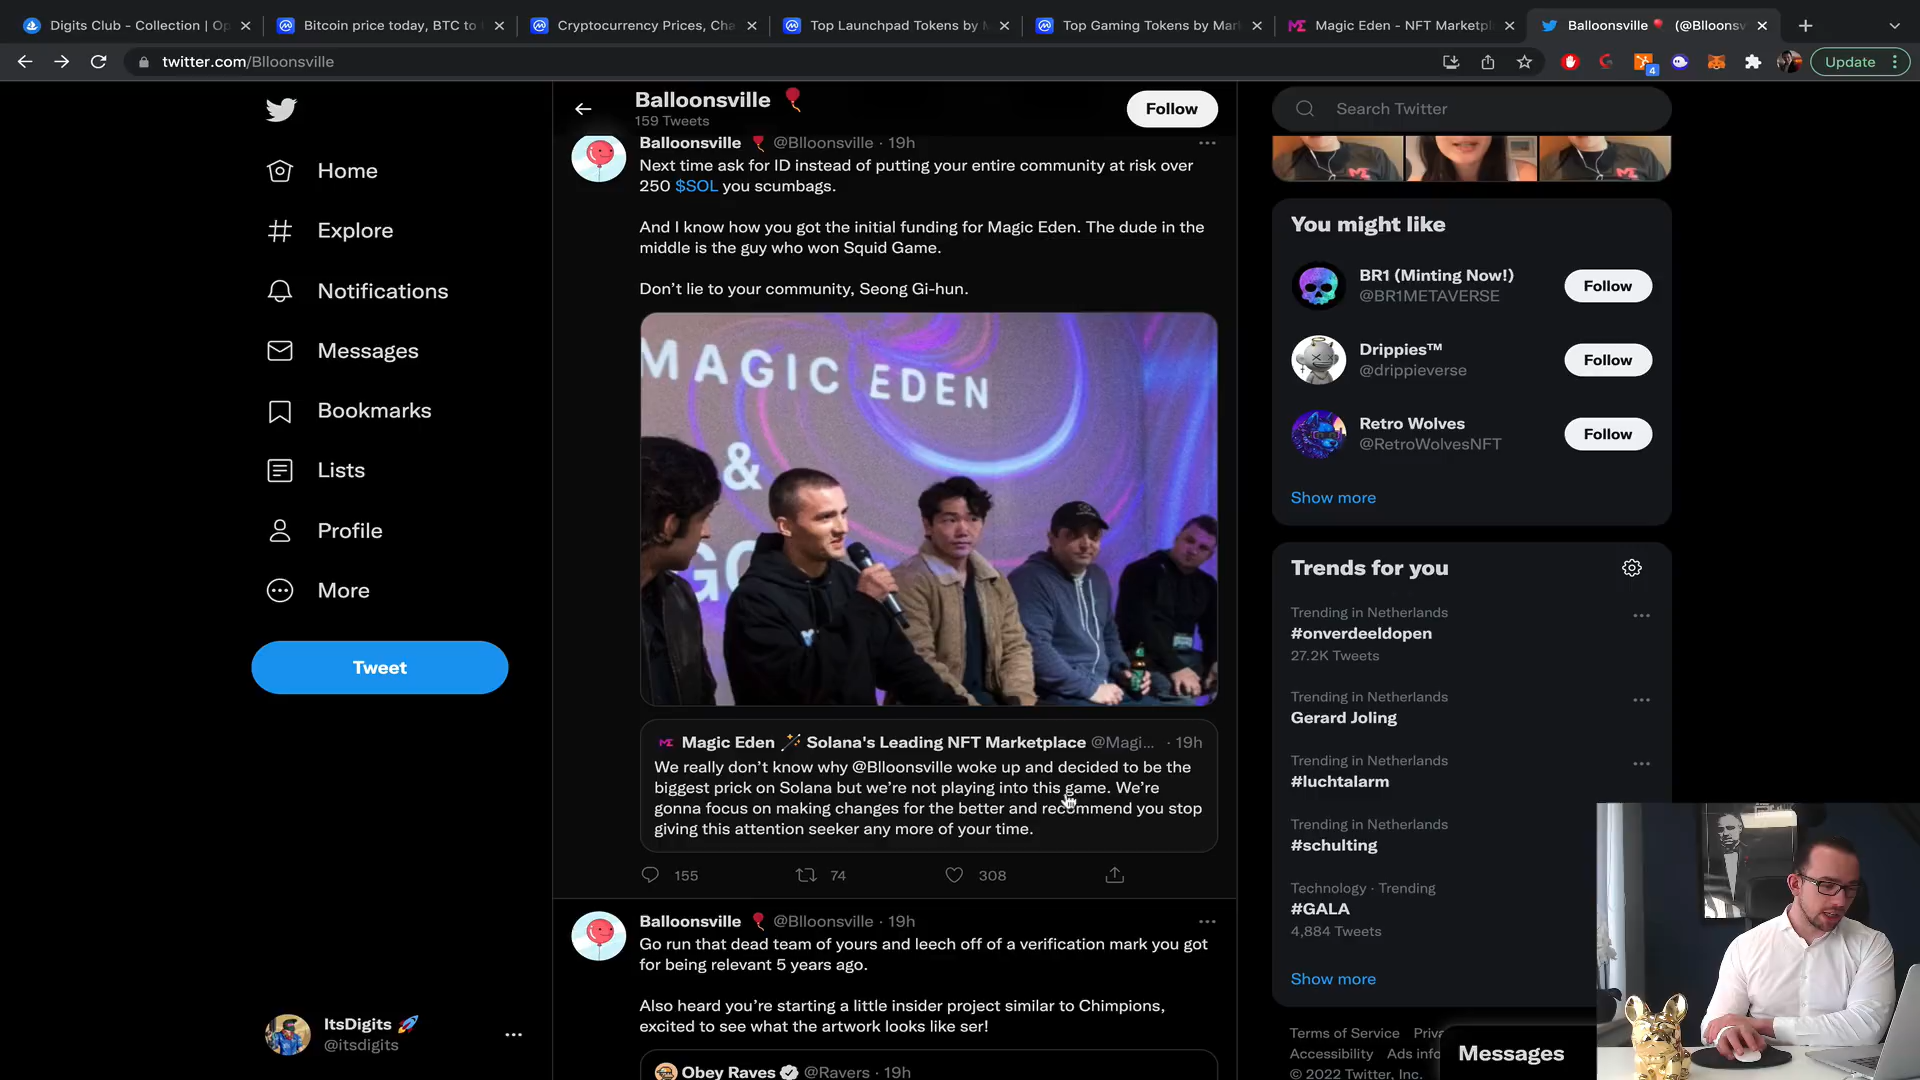 Digits Club - Collection | Op
Bitcoin price today, BTC to
Cryptocurrency Prices, Cha
Top Launchpad Tokens by M
Top Gaming Tokens by Mar
Magic Eden - NFT Marketpl
Balloonsville (@Blloonsv
twitter.com/Blloonsville
4
Update
Balloonsville
159 Tweets
Follow
Search Twitter
Home
Explore
Notifications
Messages
Bookmarks
Lists
Profile
More
Tweet
ItsDigits
@itsdigits
Balloonsville @Blloonsville · 19h
Next time ask for ID instead of putting your entire community at risk over
250 $SOL you scumbags.
And I know how you got the initial funding for Magic Eden. The dude in the
middle is the guy who won Squid Game.
Don't lie to your community, Seong Gi-hun.
MAGIC EDEN
&
GO
Magic Eden Solana's Leading NFT Marketplace @Magi... · 19h
We really don't know why @Blloonsville woke up and decided to be the
biggest prick on Solana but we're not playing into this game. We're
gonna focus on making changes for the better and recommend you stop
giving this attention seeker any more of your time.
155
74
308
Balloonsville @Blloonsville · 19h
Go run that dead team of yours and leech off of a verification mark you got
for being relevant 5 years ago.
Also heard you're starting a little insider project similar to Chimpions,
excited to see what the artwork looks like ser!
Obey Raves @Ravers · 19h
You might like
BR1 (Minting Now!)
@BR1METAVERSE
Follow
Drippies™
@drippieverse
Follow
Retro Wolves
@RetroWolvesNFT
Follow
Show more
Trends for you
Trending in Netherlands
#onverdeeldopen
27.2K Tweets
Trending in Netherlands
Gerard Joling
Trending in Netherlands
#luchtalarm
Trending in Netherlands
#schulting
Technology · Trending
#GALA
4,884 Tweets
Show more
Terms of Service Priva
Accessibility Ads info
© 2022 Twitter, Inc.
Messages